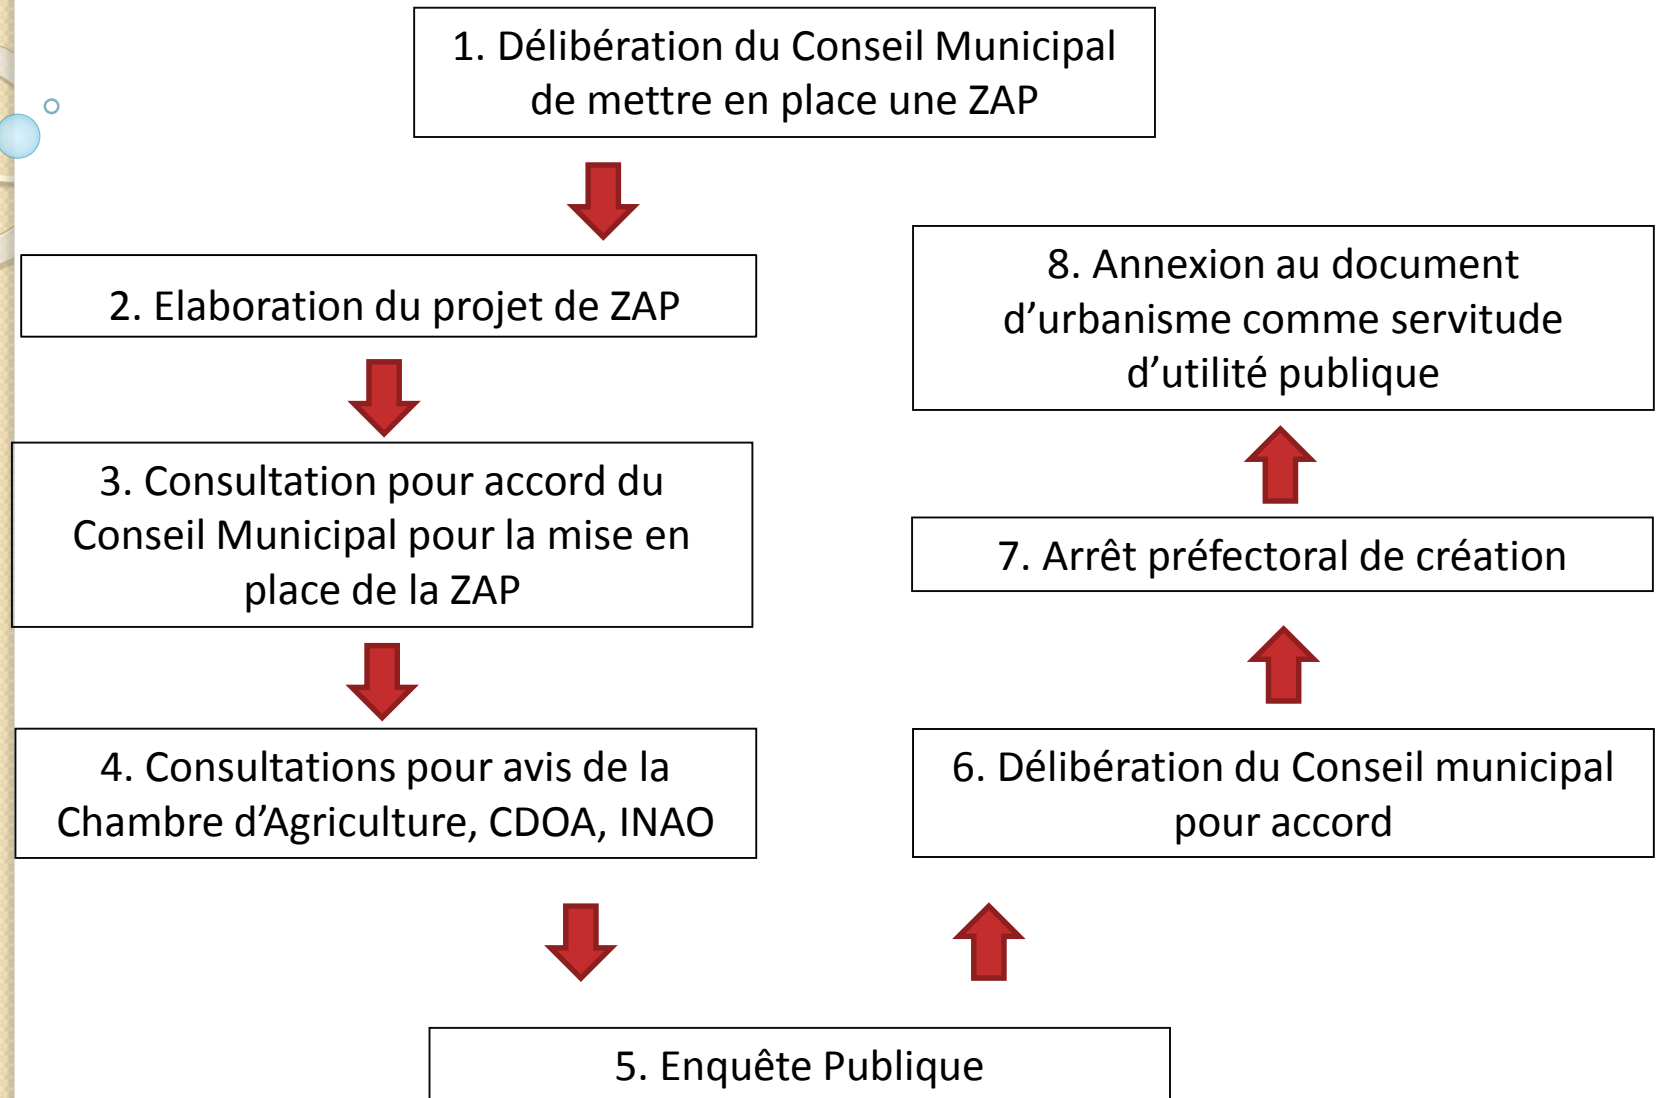 1. Délibération du Conseil Municipal
de mettre en place une ZAP
2. Elaboration du projet de ZAP
3. Consultation pour accord du
Conseil Municipal pour la mise en
place de la ZAP
4. Consultations pour avis de la
Chambre d’Agriculture, CDOA, INAO
5. Enquête Publique
6. Délibération du Conseil municipal
pour accord
7. Arrêt préfectoral de création
8. Annexion au document
d’urbanisme comme servitude
d’utilité publique